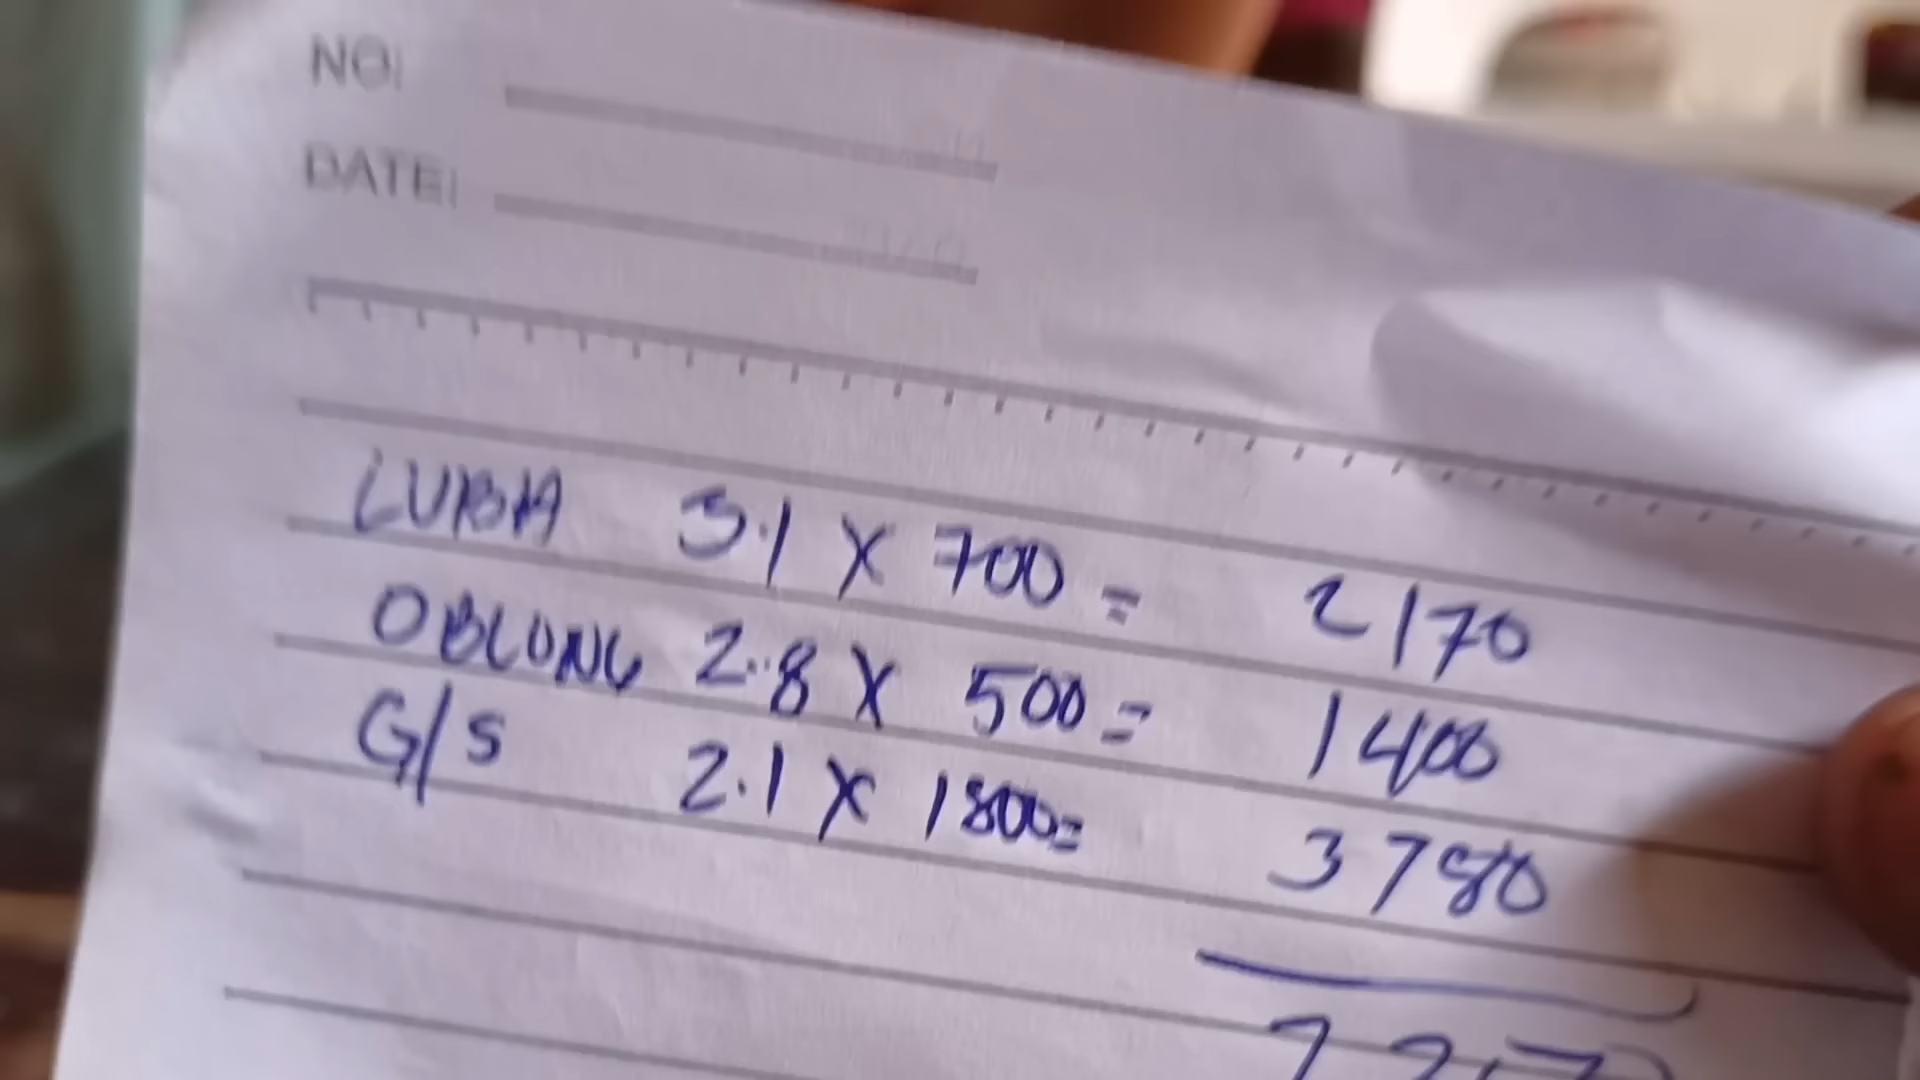 NO:
DATE:
LUBIA 3.1 X 700 = 2170
OBLONG 2.8 X 500 = 1400
G/S 2.1 X 1800= 3780